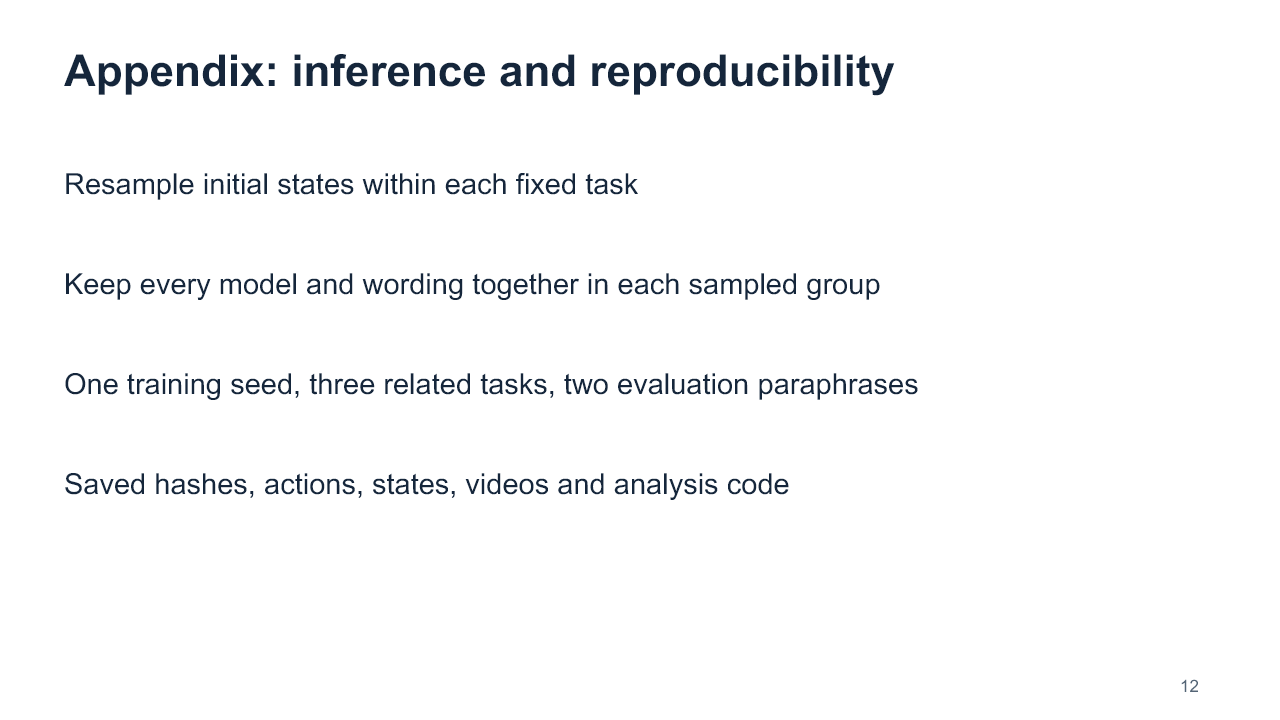 Appendix: inference and reproducibility
Resample initial states within each fixed task
Keep every model and wording together in each sampled group
One training seed, three related tasks, two evaluation paraphrases
Saved hashes, actions, states, videos and analysis code
12